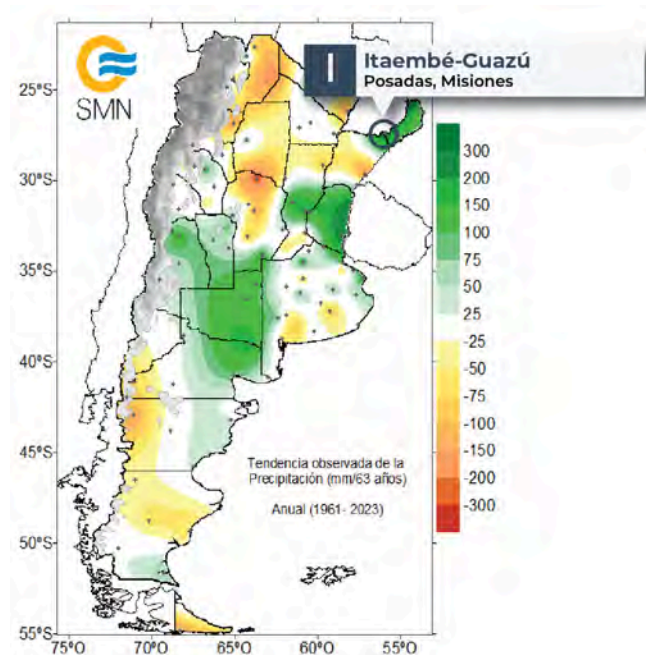 SMN
I
Itaembé-Guazú
Posadas, Misiones
25°S
30°S
35°S
40°S
45°S
50°S
55°S
75°O
70°O
65°O
60°O
55°O
Tendencia observada de la
Precipitación (mm/63 años)
Anual (1961- 2023)
300
200
150
100
75
50
25
-25
-50
-75
-100
-150
-200
-300